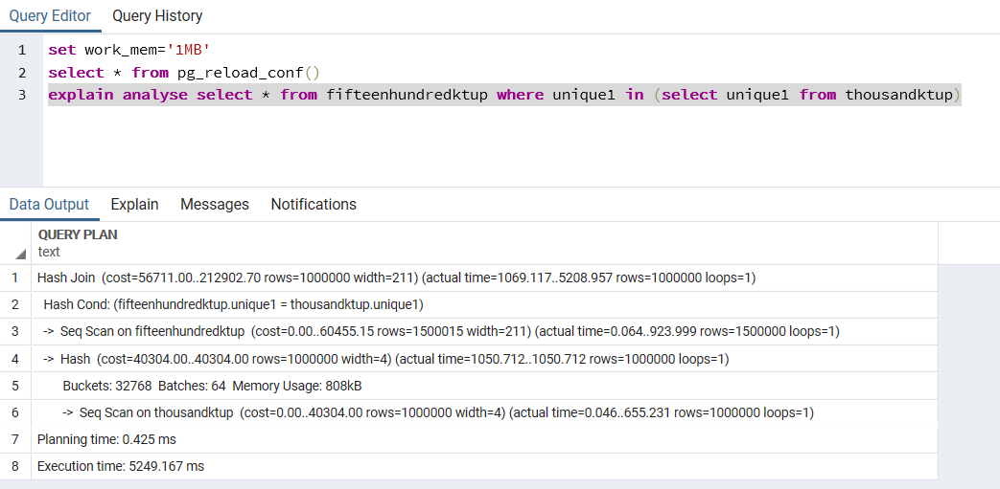 Query Editor Query History
1 set work_mem='1MB'
2 select * from pg_reload_conf()
3 explain analyse select * from fifteenhundredktup where unique1 in (select unique1 from thousandktup)
Data Output Explain Messages Notifications
QUERY PLAN
text
1 Hash Join (cost=56711.00..212902.70 rows=1000000 width=211) (actual time=1069.117..5208.957 rows=1000000 loops=1)
2 Hash Cond: (fifteenhundredktup.unique1 = thousandktup.unique1)
3 -> Seq Scan on fifteenhundredktup (cost=0.00..60455.15 rows=1500015 width=211) (actual time=0.064..923.999 rows=1500000 loops=1)
4 -> Hash (cost=40304.00..40304.00 rows=1000000 width=4) (actual time=1050.712..1050.712 rows=1000000 loops=1)
5 Buckets: 32768 Batches: 64 Memory Usage: 808kB
6 -> Seq Scan on thousandktup (cost=0.00..40304.00 rows=1000000 width=4) (actual time=0.046..655.231 rows=1000000 loops=1)
7 Planning time: 0.425 ms
8 Execution time: 5249.167 ms